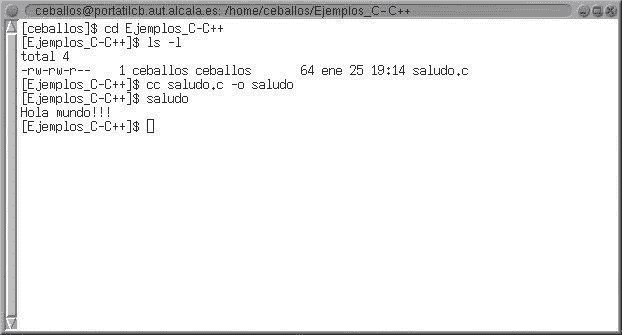 ceballos@portatilcb.aut.alcala.es: /home/ceballos/Ejemplos_C-C++
[ceballos]$ cd Ejemplos_C-C++
[Ejemplos_C-C++]$ ls -l
total 4
-rw-rw-r--    1 ceballos ceballos       64 ene 25 19:14 saludo.c
[Ejemplos_C-C++]$ cc saludo.c -o saludo
[Ejemplos_C-C++]$ saludo
Hola mundo!!!
[Ejemplos_C-C++]$